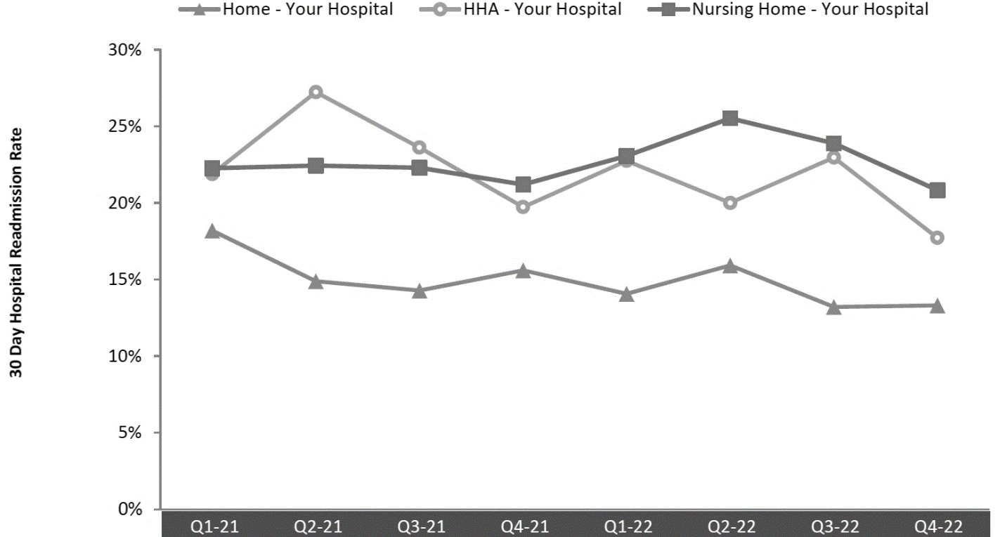 Home - Your Hospital HHA - Your Hospital Nursing Home - Your Hospital
30 Day Hospital Readmission Rate
30%
25%
20%
15%
10%
5%
0%
Q1-21 Q2-21 Q3-21 Q4-21 Q1-22 Q2-22 Q3-22 Q4-22